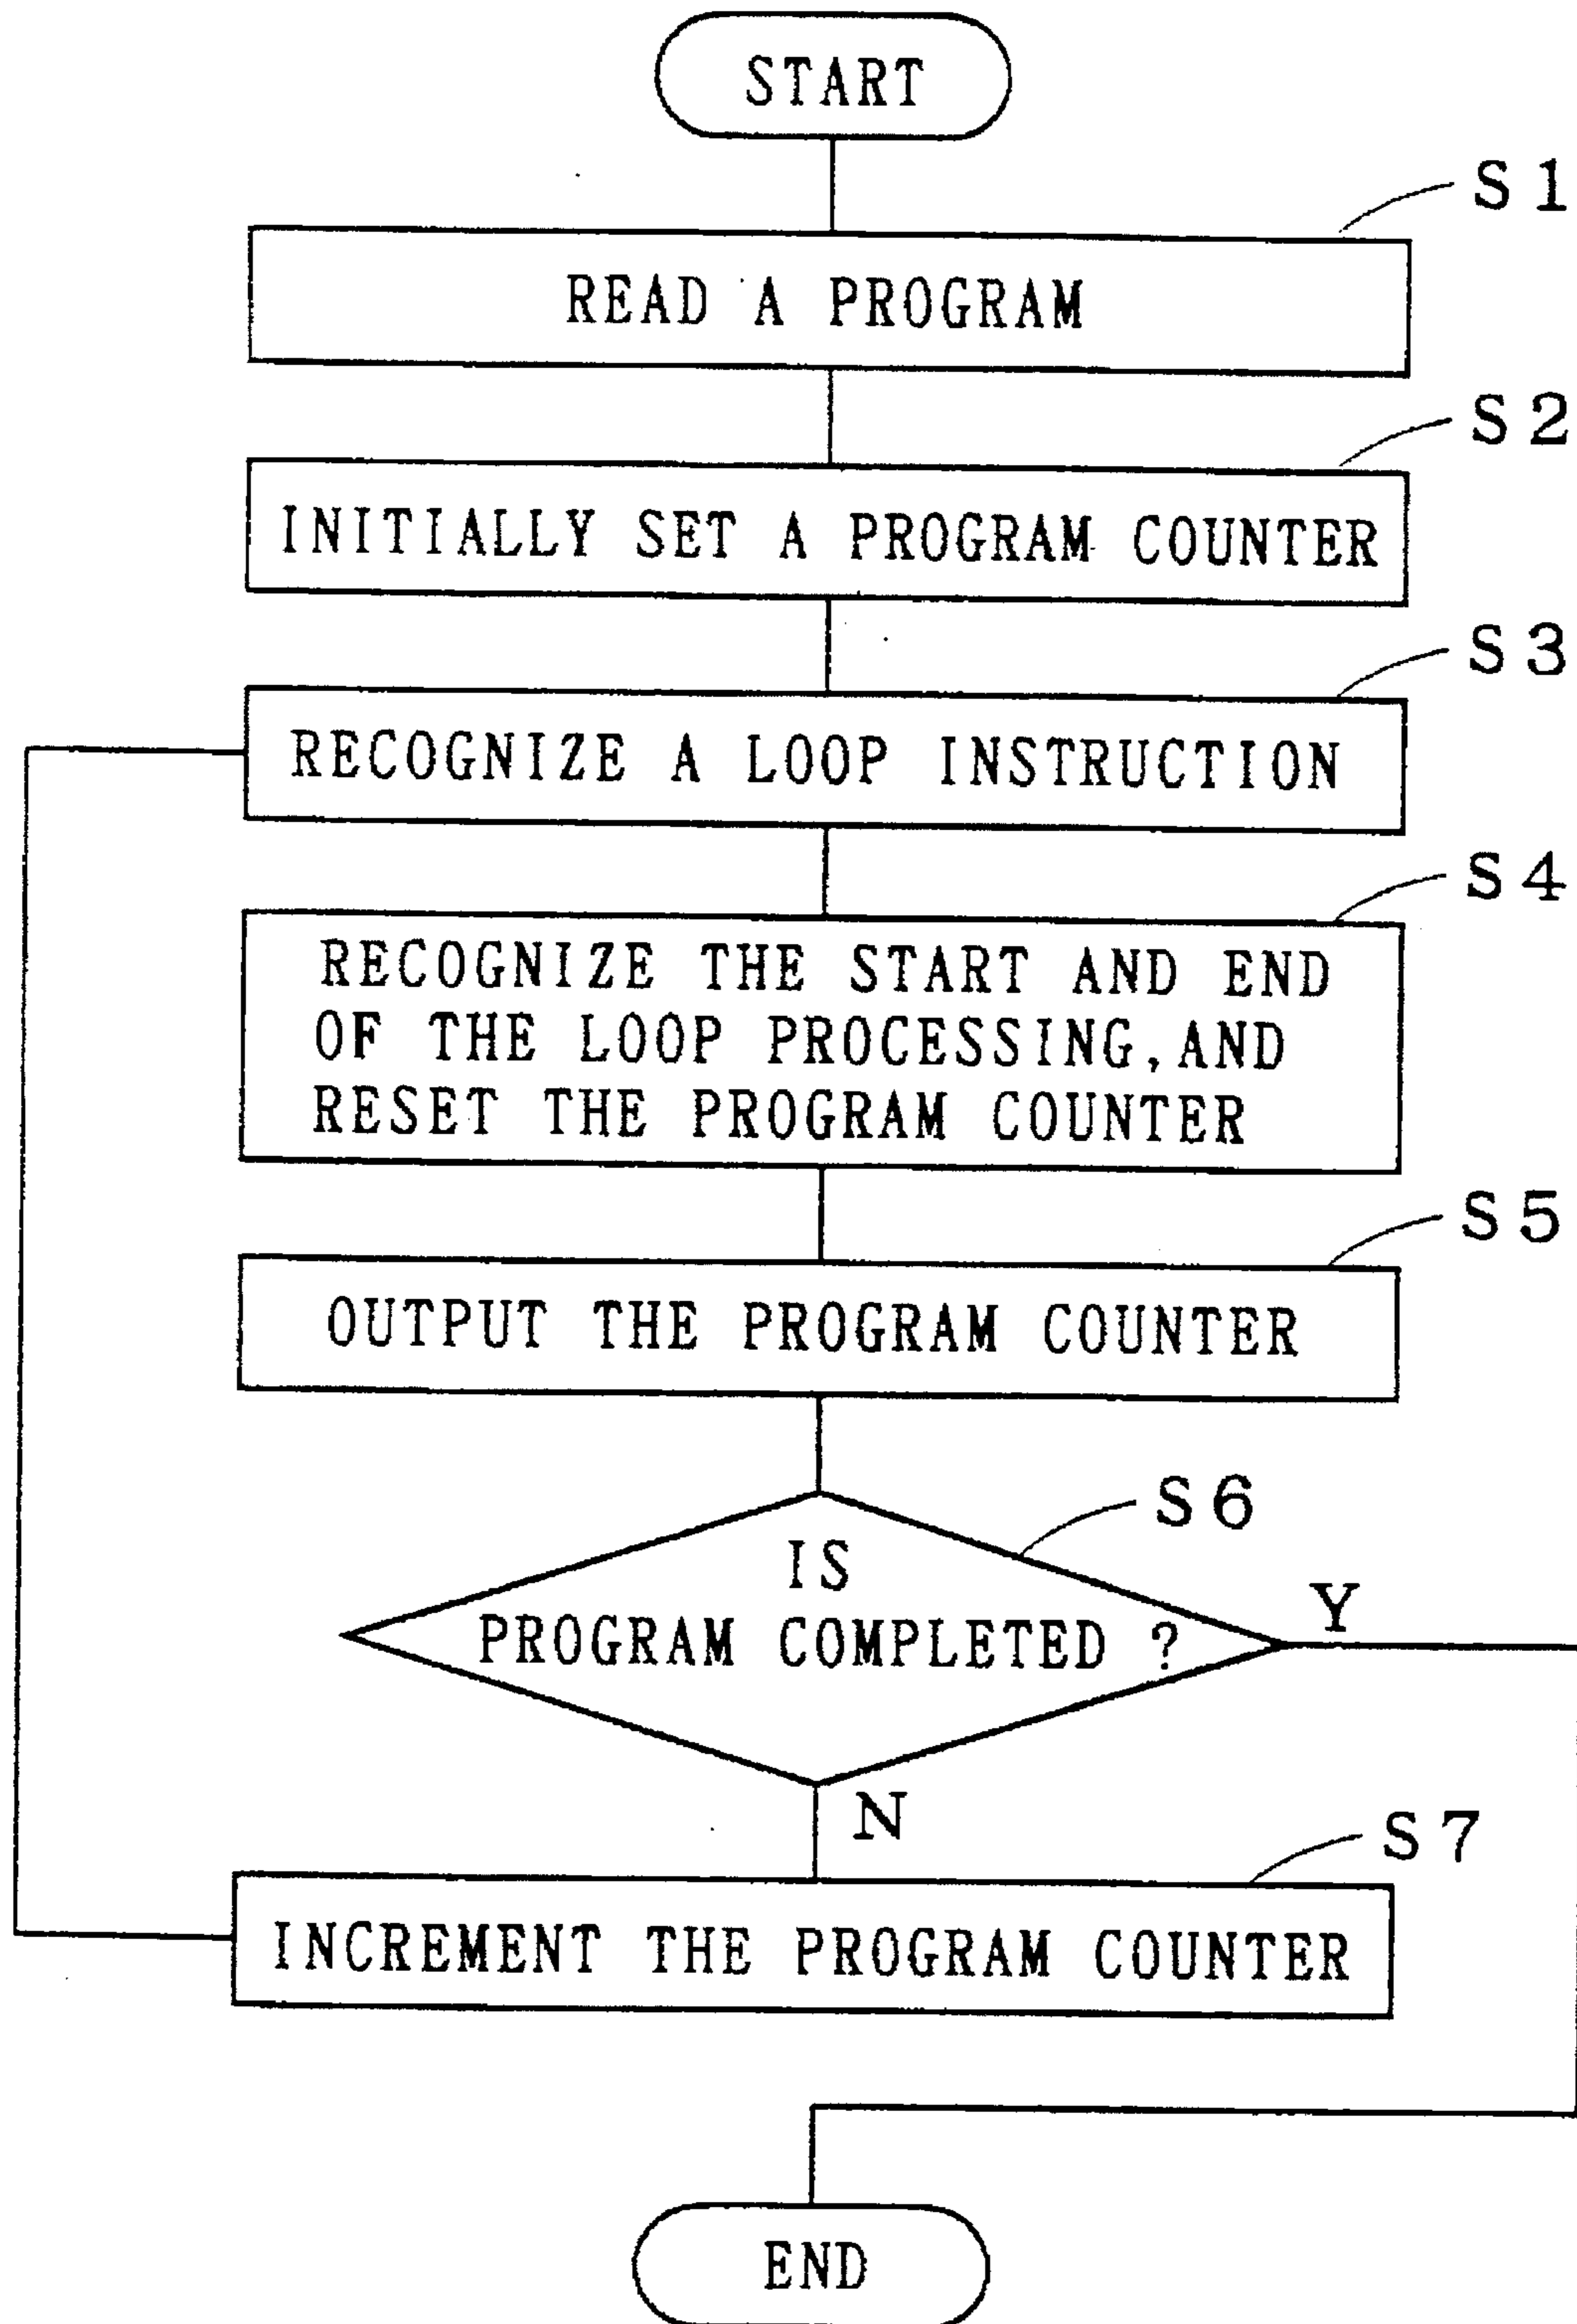 START
S1
READ A PROGRAM
S2
INITIALLY SET A PROGRAM COUNTER
S3
RECOGNIZE A LOOP INSTRUCTION
S4
RECOGNIZE THE START AND END
OF THE LOOP PROCESSING, AND
RESET THE PROGRAM COUNTER
S5
OUTPUT THE PROGRAM COUNTER
S6
IS
PROGRAM COMPLETED ?
Y
N
S7
INCREMENT THE PROGRAM COUNTER
END